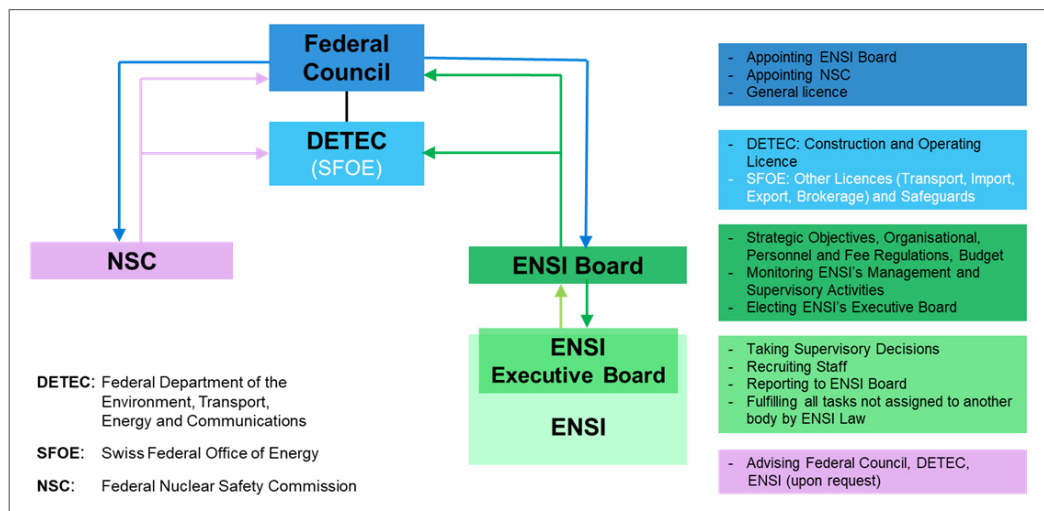 Federal
Council
DETEC
(SFOE)
NSC
ENSI Board
ENSI
Executive Board
ENSI
DETEC: Federal Department of the
Environment, Transport,
Energy and Communications
SFOE: Swiss Federal Office of Energy
NSC: Federal Nuclear Safety Commission
- Appointing ENSI Board
- Appointing NSC
- General licence
- DETEC: Construction and Operating
Licence
- SFOE: Other Licences (Transport, Import,
Export, Brokerage) and Safeguards
- Strategic Objectives, Organisational,
Personnel and Fee Regulations, Budget
- Monitoring ENSI's Management and
Supervisory Activities
- Electing ENSI's Executive Board
- Taking Supervisory Decisions
- Recruiting Staff
- Reporting to ENSI Board
- Fulfilling all tasks not assigned to another
body by ENSI Law
- Advising Federal Council, DETEC,
ENSI (upon request)